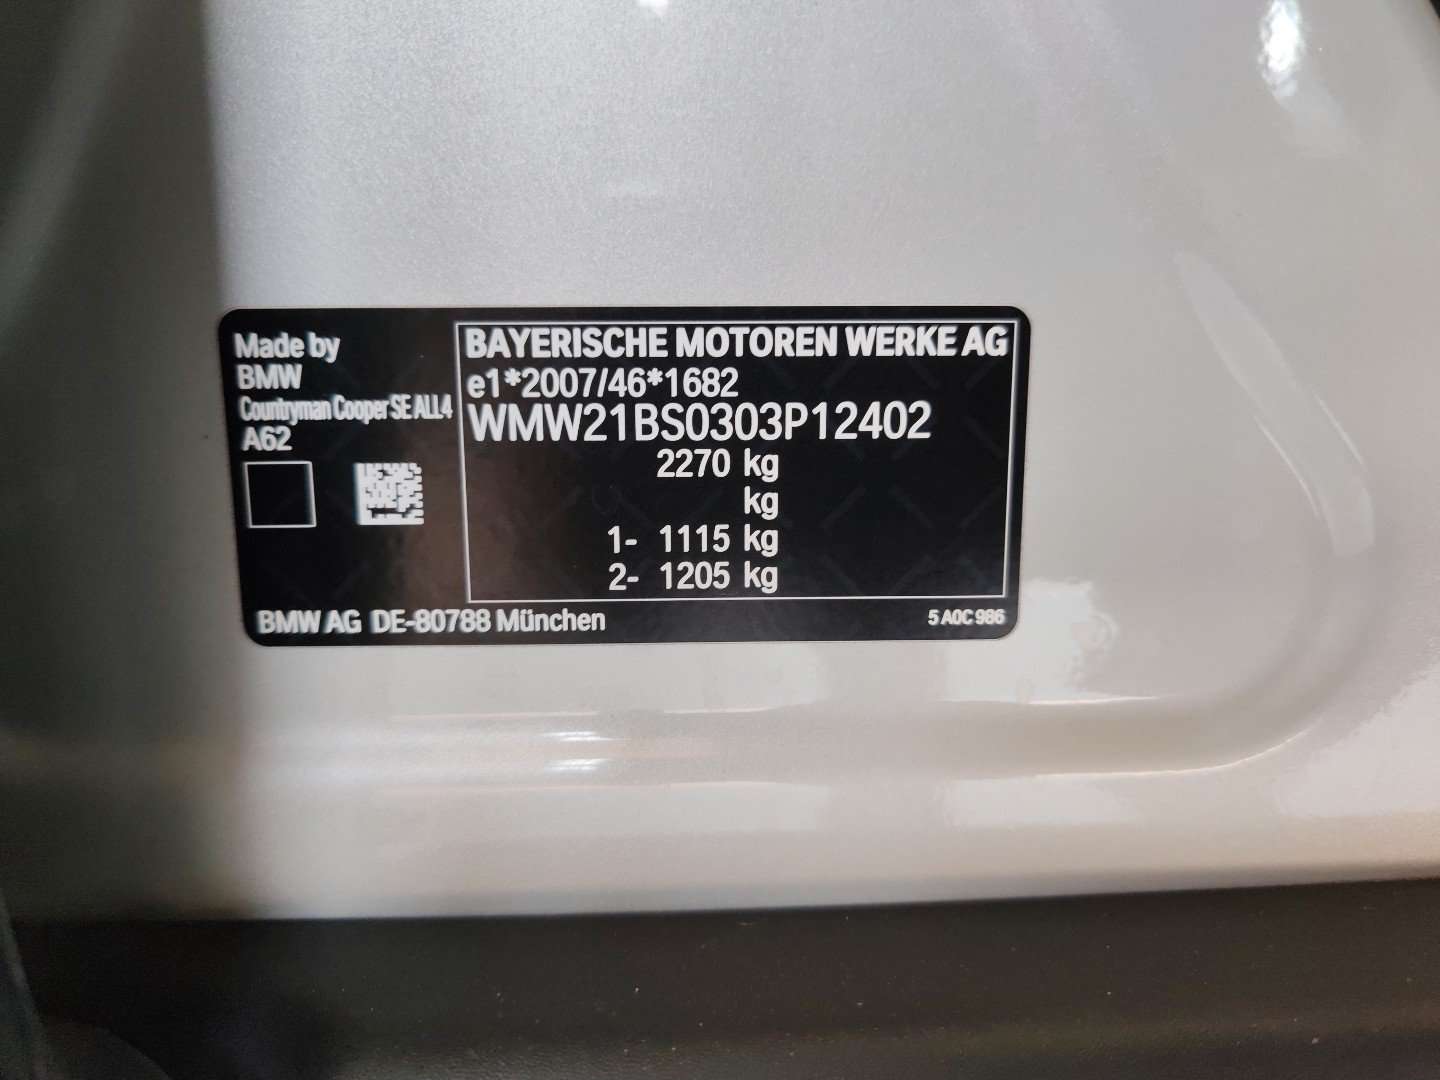 Made by
BMW
Countryman Cooper SE ALL4
A62
BAYERISCHE MOTOREN WERKE AG
e1*2007/46*1682
WMW21BS0303P12402
2270 kg
kg
1- 1115 kg
2- 1205 kg
BMW AG DE-80788 München
5 A0C 986